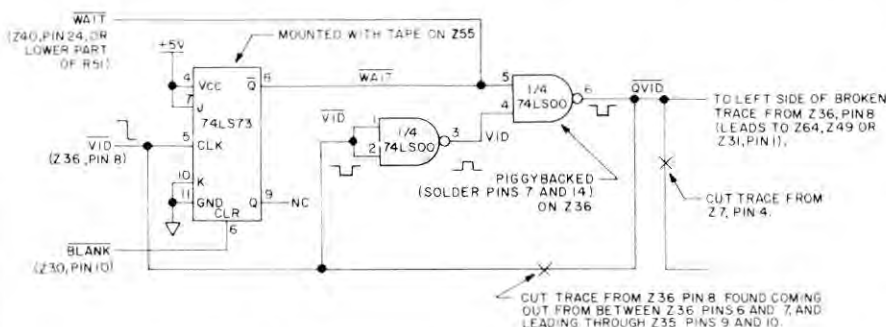 WAIT
(Z40,PIN 24,OR
LOWER PART
OF R51)
+5V
MOUNTED WITH TAPE ON Z55
4
VCC
Q
8
7
J
74LS73
WAIT
5
CLK
VID
(Z36,PIN 8)
10
K
11
GND
Q
9
NC
CLR
6
BLANK
(Z30,PIN 10)
VID
1
2
1/4
74LS00
3
VID
5
4
1/4
74LS00
6
QVID
PIGGYBACKED
(SOLDER PINS 7 AND 14)
ON Z36
TO LEFT SIDE OF BROKEN
TRACE FROM Z36,PIN 8
(LEADS TO Z64,Z49 OR
Z31,PIN 1).
CUT TRACE FROM
Z7, PIN 4.
CUT TRACE FROM Z36 PIN 8 FOUND COMING
OUT FROM BETWEEN Z36 PINS 6 AND 7, AND
LEADING THROUGH Z35 PINS 9 AND 10.